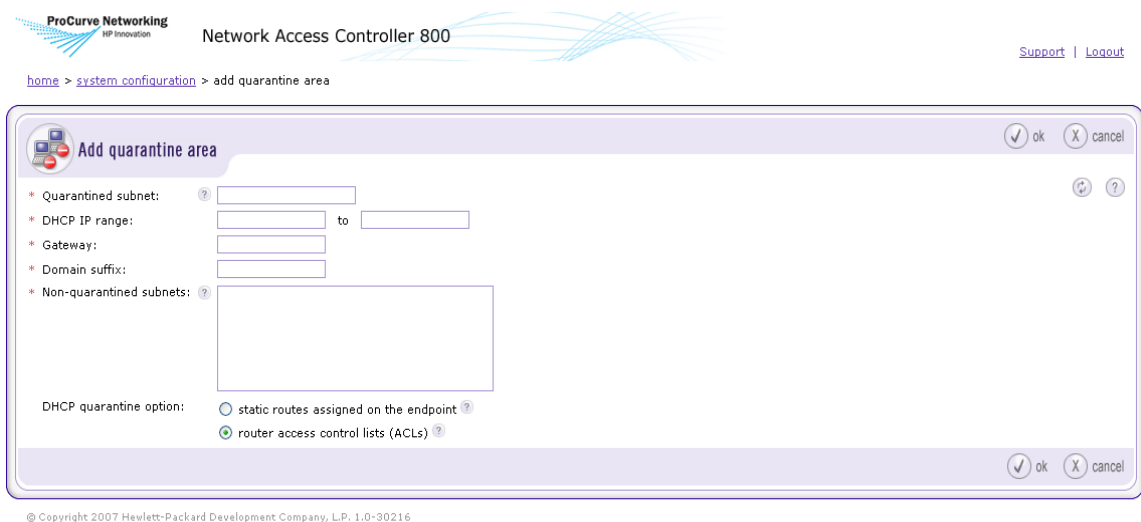 ProCurve Networking
HP Innovation
Network Access Controller 800
Support | Logout
home > system configuration > add quarantine area
Add quarantine area
ok cancel
* Quarantined subnet: ?
* DHCP IP range: to
* Gateway:
* Domain suffix:
* Non-quarantined subnets: ?
DHCP quarantine option: static routes assigned on the endpoint ?
router access control lists (ACLs) ?
ok cancel
© Copyright 2007 Hewlett-Packard Development Company, L.P. 1.0-30216